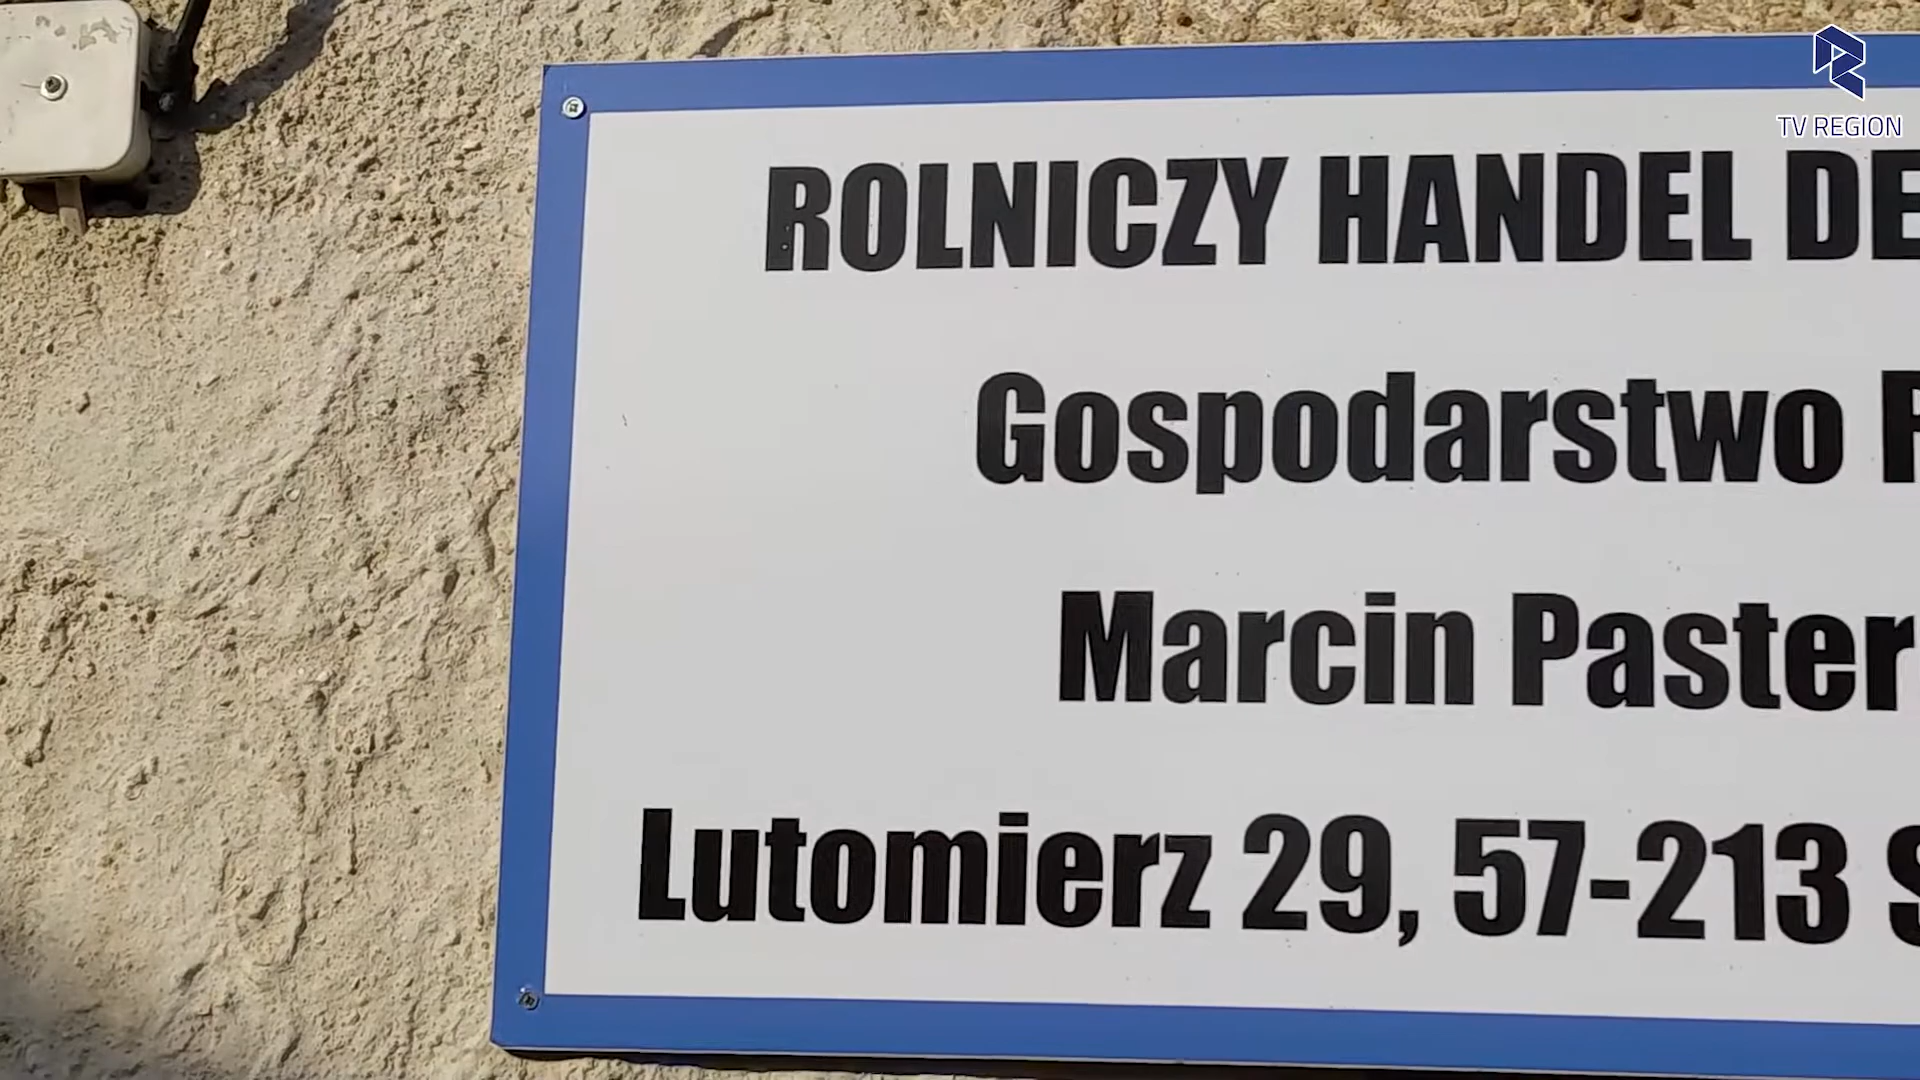 TV REGION
ROLNICZY HANDEL DE
Gospodarstwo
Marcin Paster
Lutomierz 29, 57-213